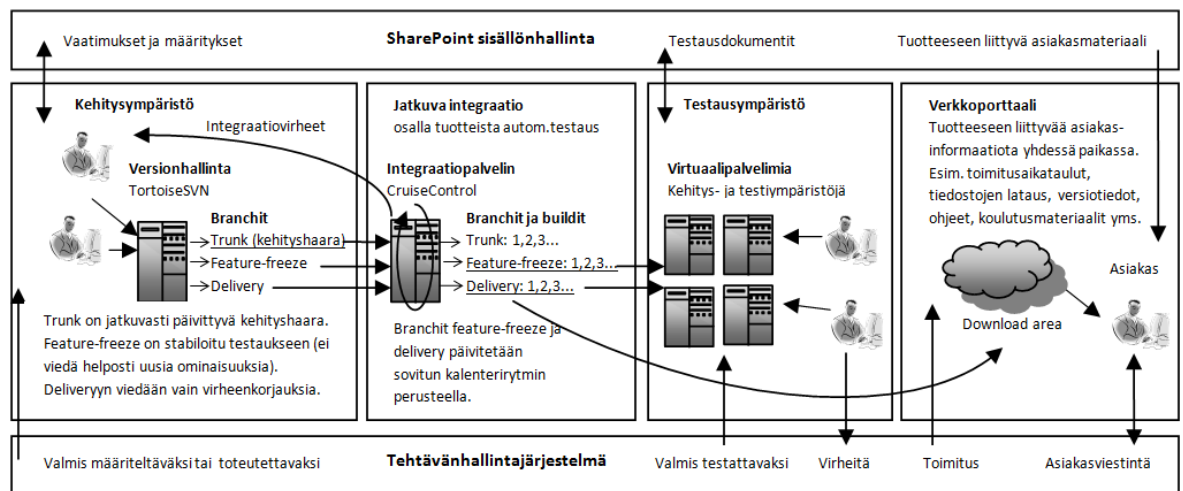 Vaatimukset ja määritykset
SharePoint sisällönhallinta
Testausdokumentit
Tuotteeseen liittyvä asiakasmateriaali
Kehitysympäristö
Integraatiovirheet
Versionhallinta
TortoiseSVN
Branchit
Trunk (kehityshaara)
Feature-freeze
Delivery
Trunk on jatkuvasti päivittyvä kehityshaara.
Feature-freeze on stabiloitu testaukseen (ei
viedä helposti uusia ominaisuuksia).
Deliveryyn viedään vain virheenkorjauksia.
Jatkuva integraatio
osalla tuotteista autom.testaus
Integraatiopalvelin
CruiseControl
Branchit ja buildit
Trunk: 1,2,3...
Feature-freeze: 1,2,3...
Delivery: 1,2,3...
Branchit feature-freeze ja
delivery päivitetään
sovitun kalenterirytmin
perusteella.
Testausympäristö
Virtuaalipalvelimia
Kehitys- ja testiympäristöjä
Verkkoportaali
Tuotteeseen liittyvää asiakas-
informaatiota yhdessä paikassa.
Esim. toimitusaikataulut,
tiedostojen lataus, versiotiedot,
ohjeet, koulutusmateriaalit yms.
Asiakas
Download area
Valmis määriteltäväksi tai toteutettavaksi
Tehtävänhallintajärjestelmä
Valmis testattavaksi
Virheitä
Toimitus
Asiakasviestintä